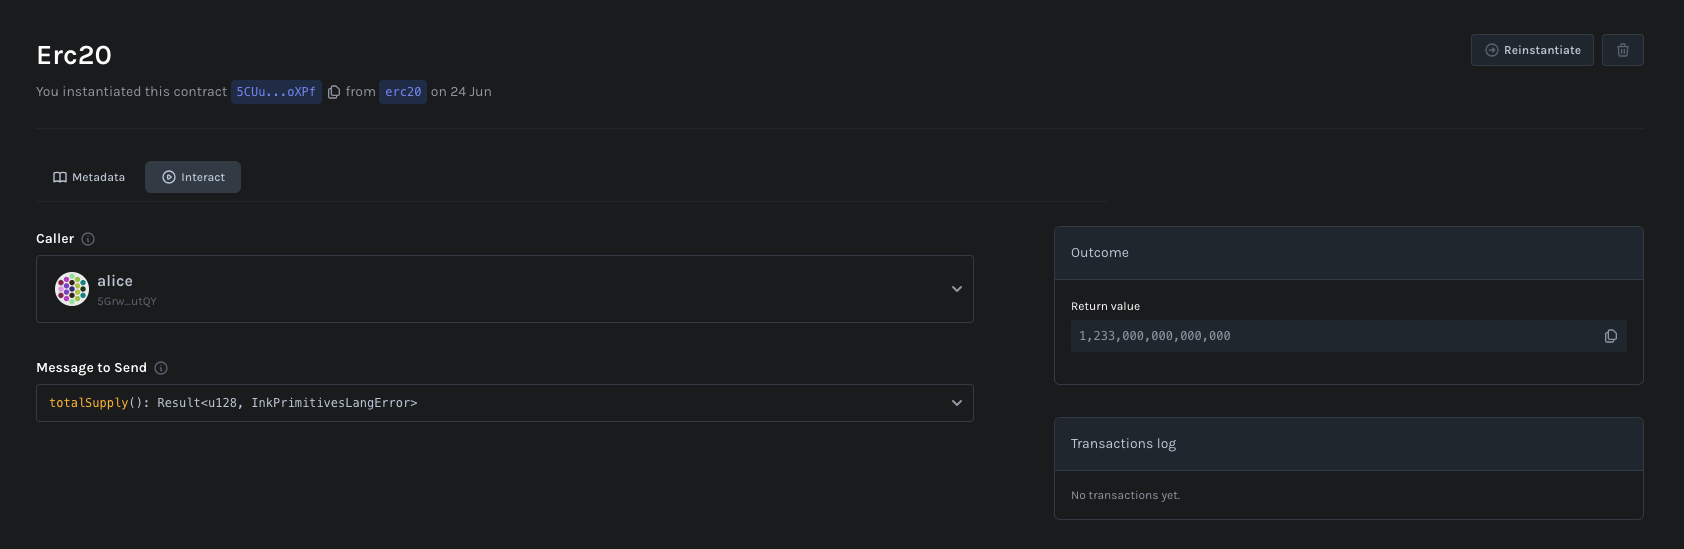 Erc20
Reinstantiate
You instantiated this contract 5CUu...oXPf from erc20 on 24 Jun
Metadata
Interact
Caller
alice
5Grw...utQY
Message to Send
totalSupply(): Result<u128, InkPrimitivesLangError>
Outcome
Return value
1,233,000,000,000,000
Transactions log
No transactions yet.